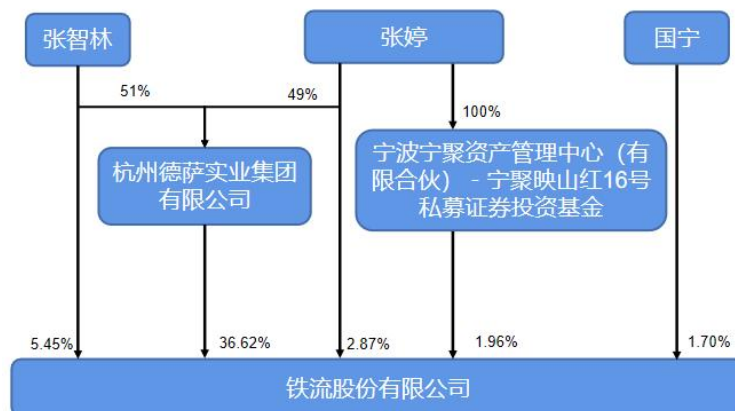 张智林
张婷
国宁
51%
49%
100%
杭州德萨实业集团
有限公司
宁波宁聚资产管理中心（有
限合伙） - 宁聚映山红16号
私募证券投资基金
5.45%
36.62%
2.87%
1.96%
1.70%
铁流股份有限公司